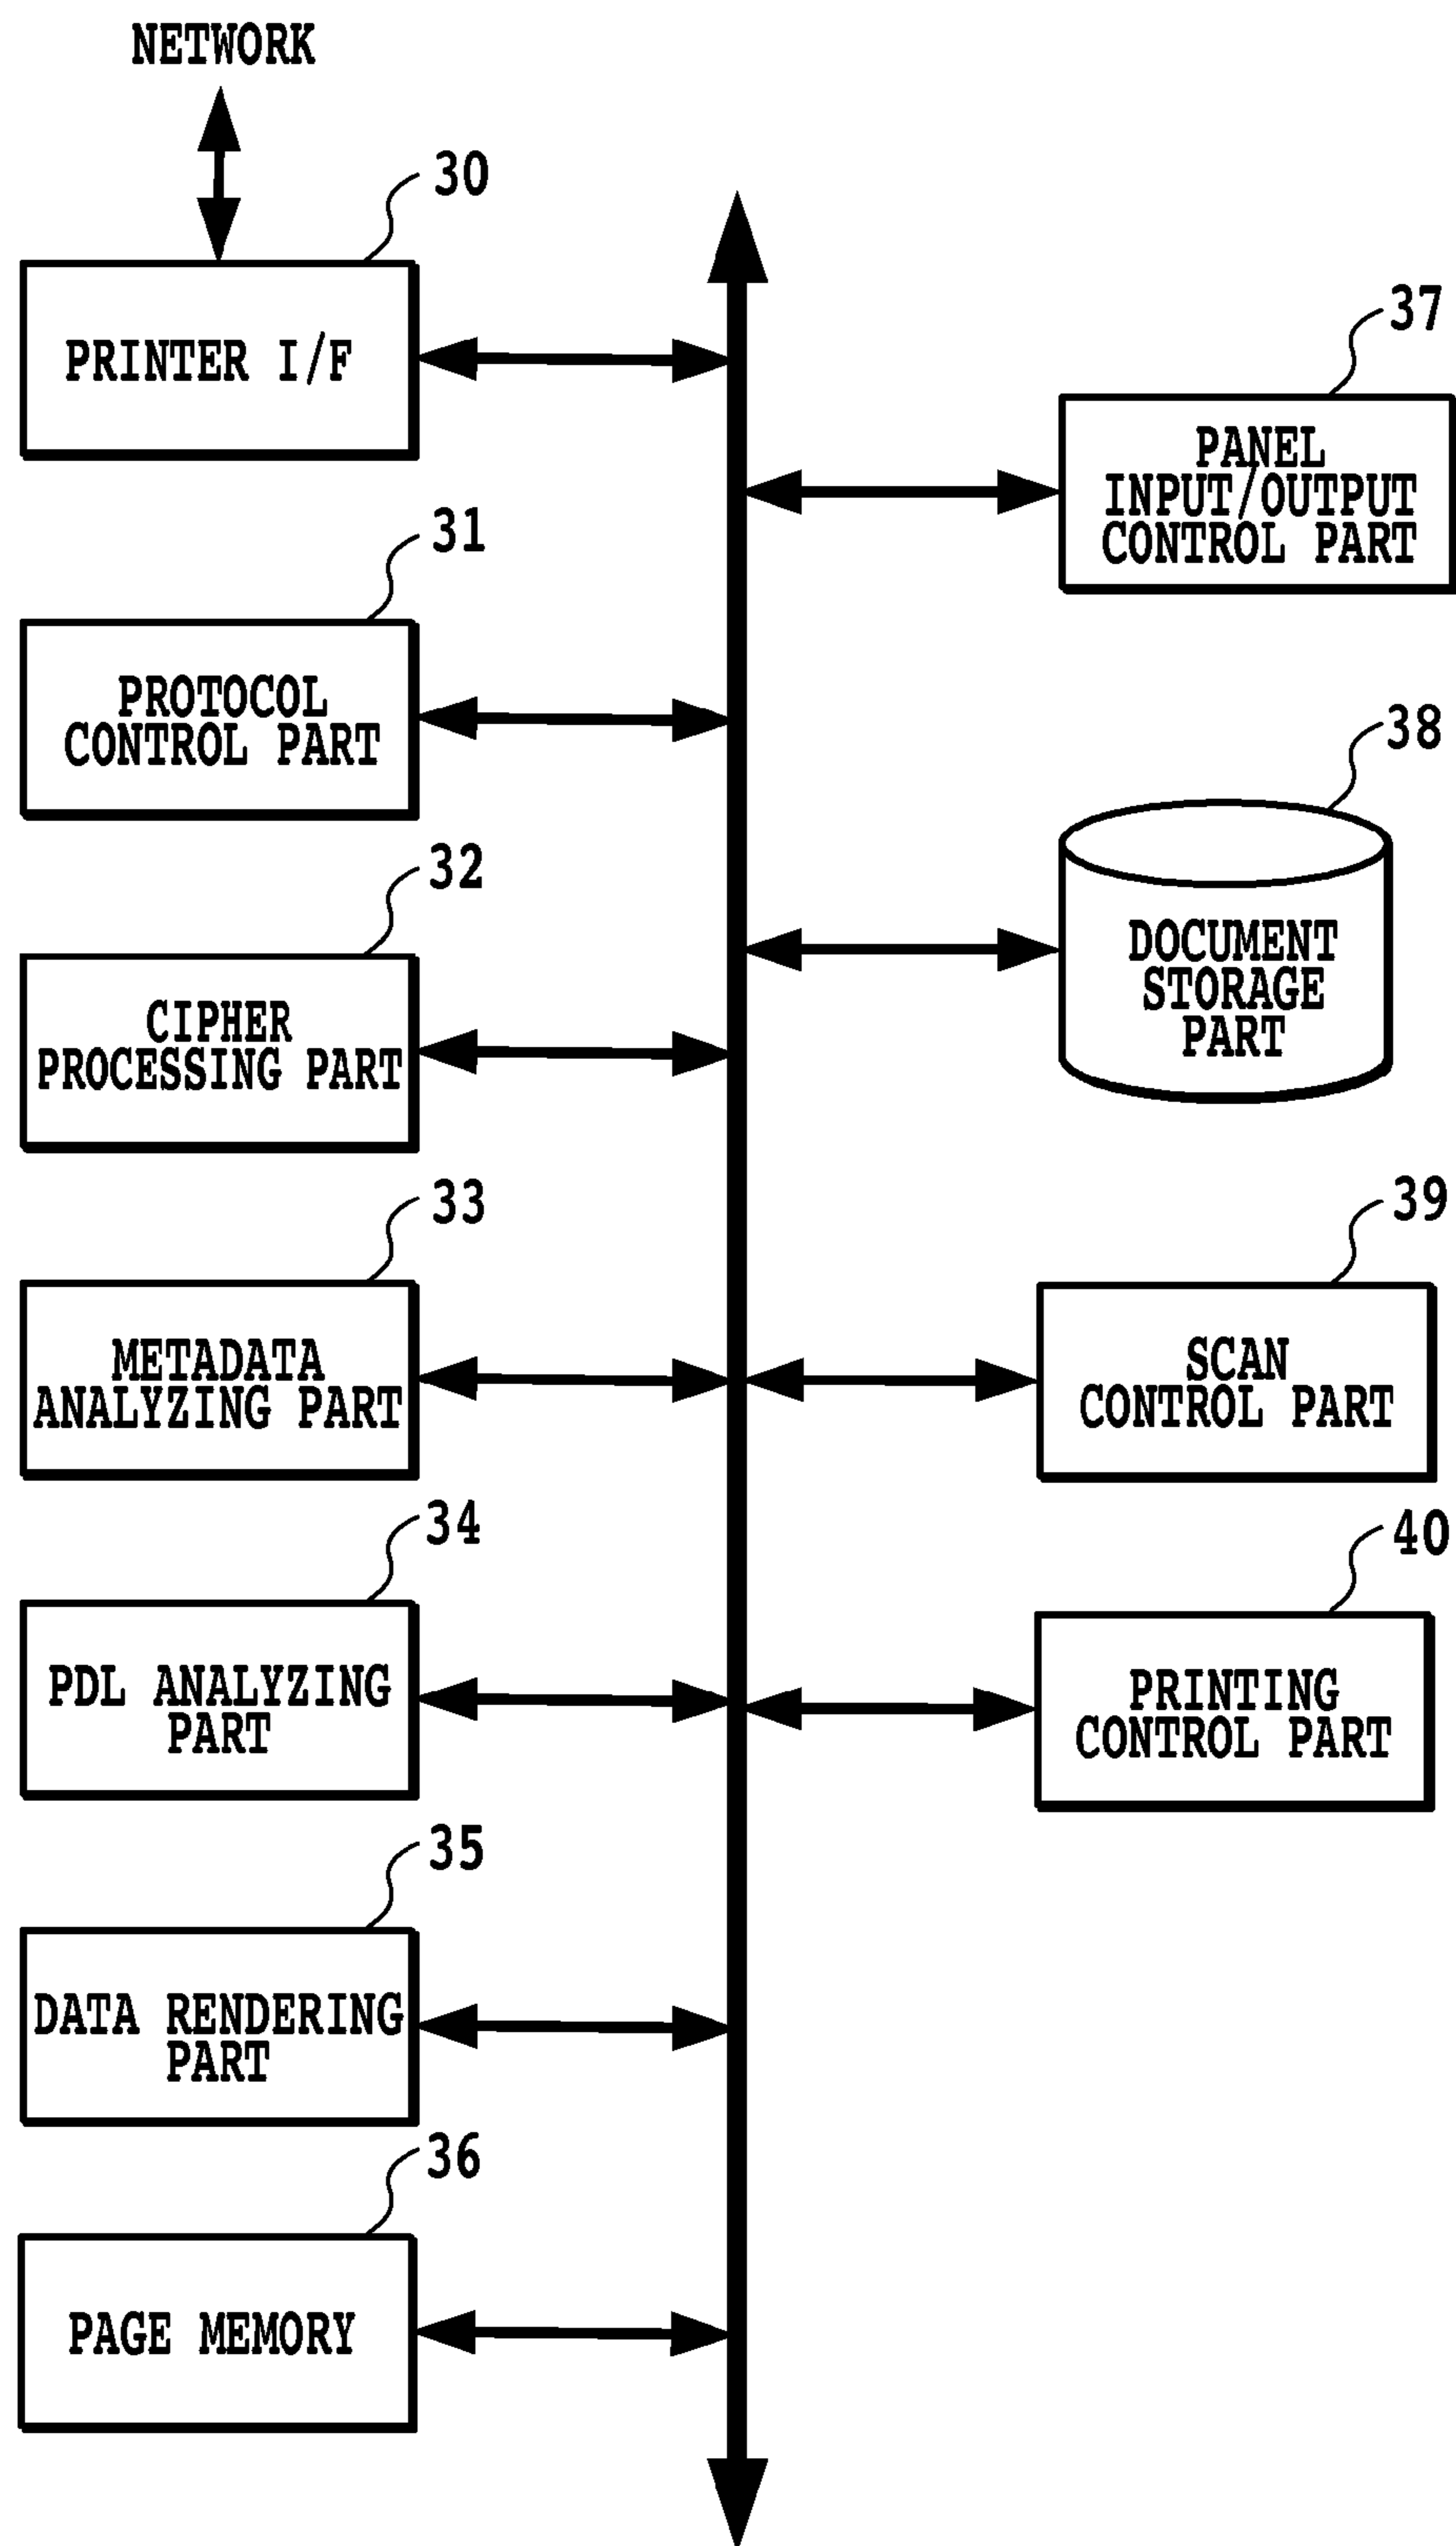 NETWORK
30
PRINTER I/F
31
PROTOCOL
CONTROL PART
32
CIPHER
PROCESSING PART
33
METADATA
ANALYZING PART
34
PDL ANALYZING
PART
35
DATA RENDERING
PART
36
PAGE MEMORY
37
PANEL
INPUT/OUTPUT
CONTROL PART
38
DOCUMENT
STORAGE
PART
39
SCAN
CONTROL PART
40
PRINTING
CONTROL PART